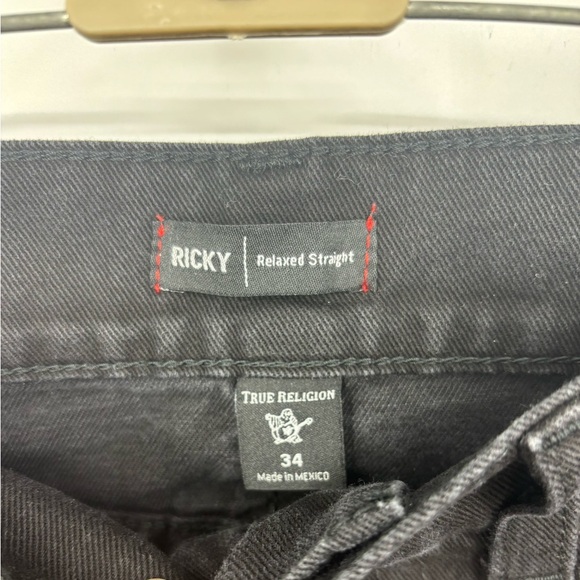 RICKY | Relaxed Straight
TRUE RELIGION
34
Made in MEXICO